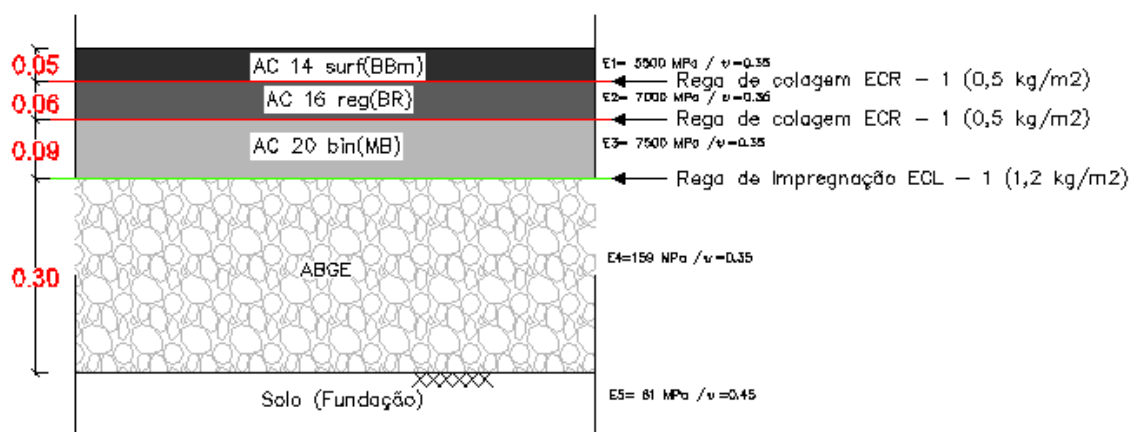 0.05
AC 14 surf(BBm)
E1= 5500 MPa / υ=0.35
Rega de colagem ECR – 1 (0,5 kg/m2)
0.06
AC 16 reg(BR)
E2= 7000 MPa / υ=0.35
Rega de colagem ECR – 1 (0,5 kg/m2)
0.09
AC 20 bin(MB)
E3= 7500 MPa /υ=0.35
Rega de Impregnação ECL – 1 (1,2 kg/m2)
0.30
ABGE
E4=159 MPa /υ=0.35
Solo (Fundação)
E5= 61 MPa /υ=0.45